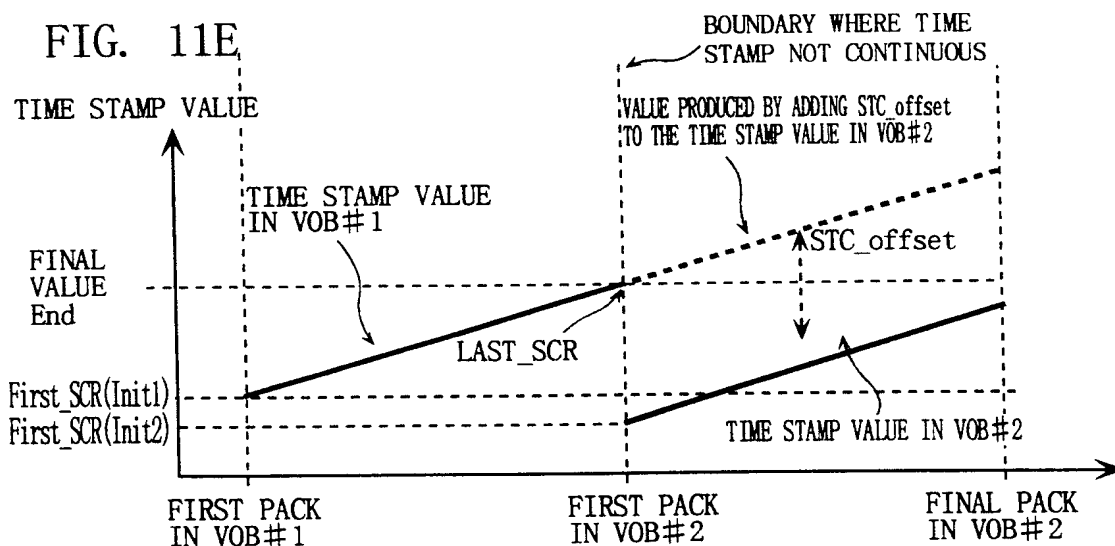 FIG. 11E
BOUNDARY WHERE TIME
STAMP NOT CONTINUOUS
TIME STAMP VALUE
VALUE PRODUCED BY ADDING STC_offset
TO THE TIME STAMP VALUE IN VOB#2
TIME STAMP VALUE
IN VOB#1
STC_offset
FINAL
VALUE
End
LAST_SCR
First_SCR(Init1)
First_SCR(Init2)
TIME STAMP VALUE IN VOB#2
FIRST PACK
IN VOB#1
FIRST PACK
IN VOB#2
FINAL PACK
IN VOB#2